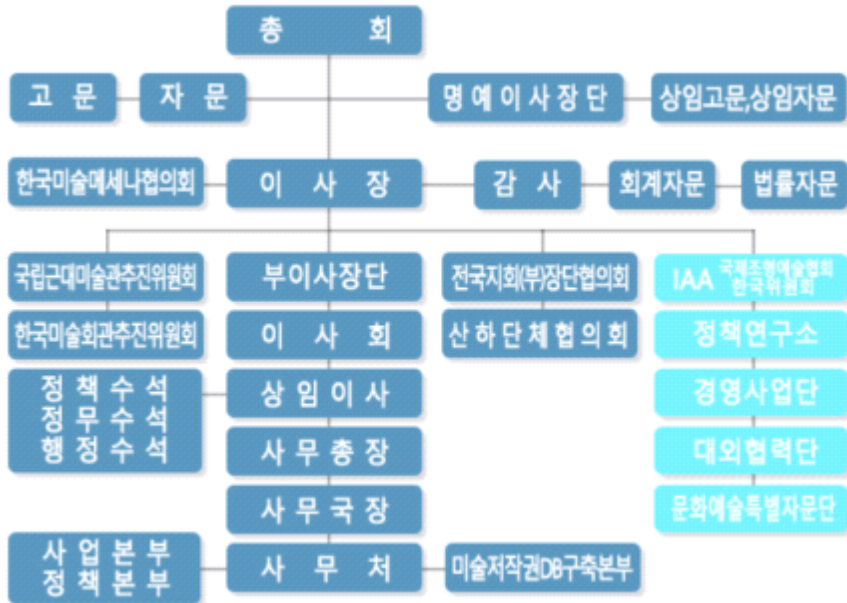 총 회
고 문
자 문
명 예 이 사 장 단
상임고문,상임자문
한국미술메세나협의회
이 사 장
감 사
회계자문
법률자문
국립근대미술관추진위원회
부이사장단
전국지회(부)장단협의회
IAA 국제조형예술협회
한국위원회
한국미술회관추진위원회
이 사 회
산 하 단 체 협 의 회
정책연구소
정 책 수 석
정 무 수 석
행 정 수 석
상 임 이 사
경영사업단
사 무 총 장
대외협력단
사 무 국 장
문화예술특별자문단
사 업 본 부
정 책 본 부
사 무 처
미술저작권DB구축본부